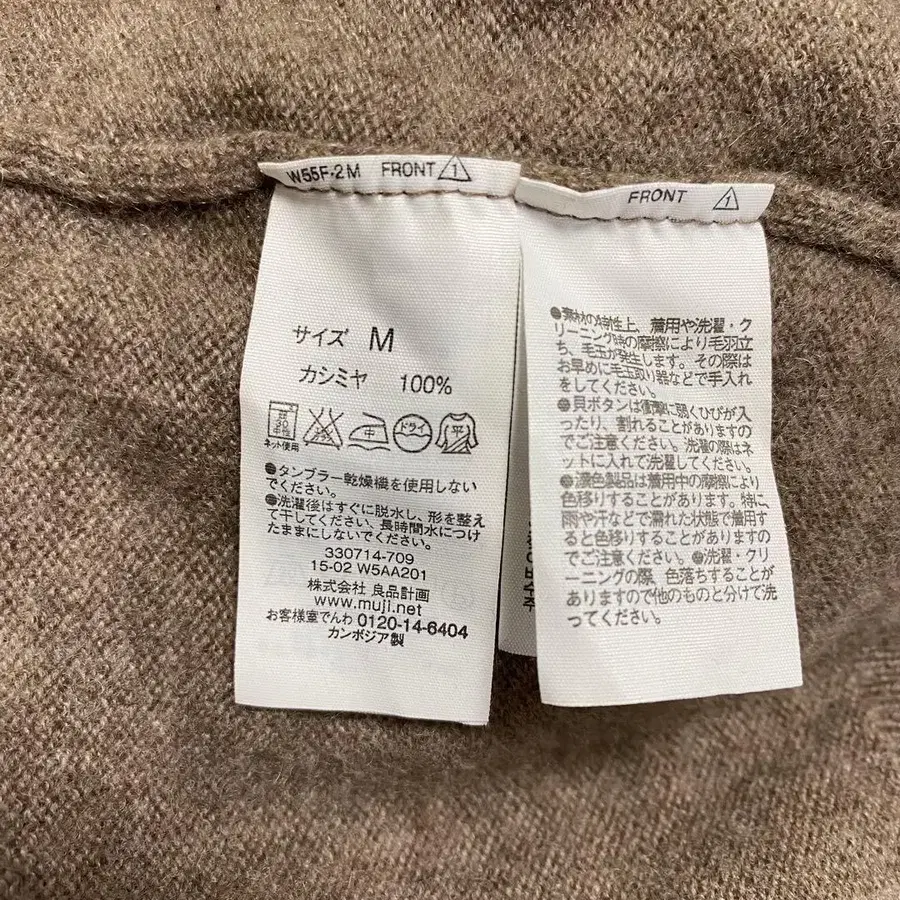 W55F-2M FRONT 1
サイズ M
カシミヤ 100%
中
ドライ
平
ネット使用
●タンブラー乾燥機を使用しない
でください。
●洗濯後はすぐに脱水し、形を整え
て干してください。長時間水につけ
たままにしないでください。
330714-709
15-02 W5AA201
株式会社 良品計画
www.muji.net
お客様室でんわ 0120-14-6404
カンボジア製
FRONT 1
●素材の特性上、着用や洗濯・ク
リーニング時の摩擦により毛羽立
ち、毛玉が発生します。その際は
お早めに毛玉取り器などで手入れ
をしてください。
●貝ボタンは衝撃に弱くひびが入
ったり、割れることがありますの
でご注意ください。洗濯の際はネ
ットに入れて洗濯してください。
●濃色製品は着用中の摩擦により
色移りすることがあります。特に、
雨や汗などで濡れた状態で着用す
ると色移りすることがありますの
でご注意ください。●洗濯・クリ
ーニングの際、色落ちすることが
ありますので他のものと分けて洗
ってください。